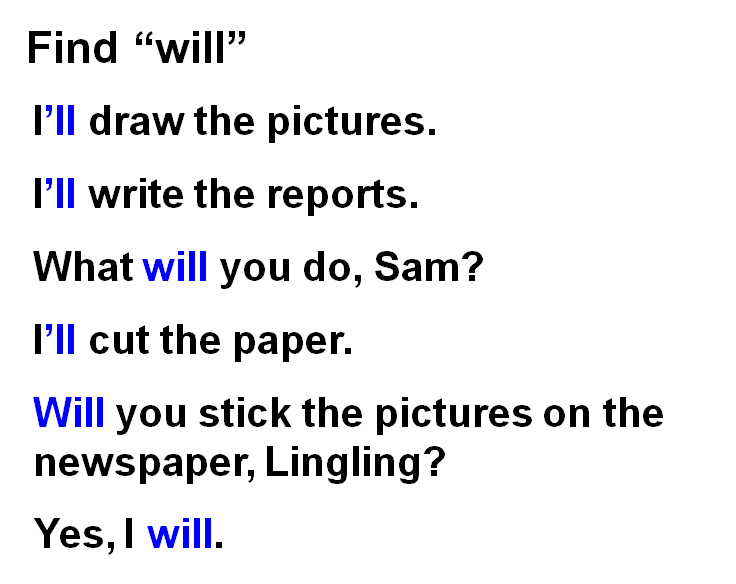 Find “will”
I’ll draw the pictures.
I’ll write the reports.
What will you do, Sam?
I’ll cut the paper.
Will you stick the pictures on the
newspaper, Lingling?
Yes, I will.